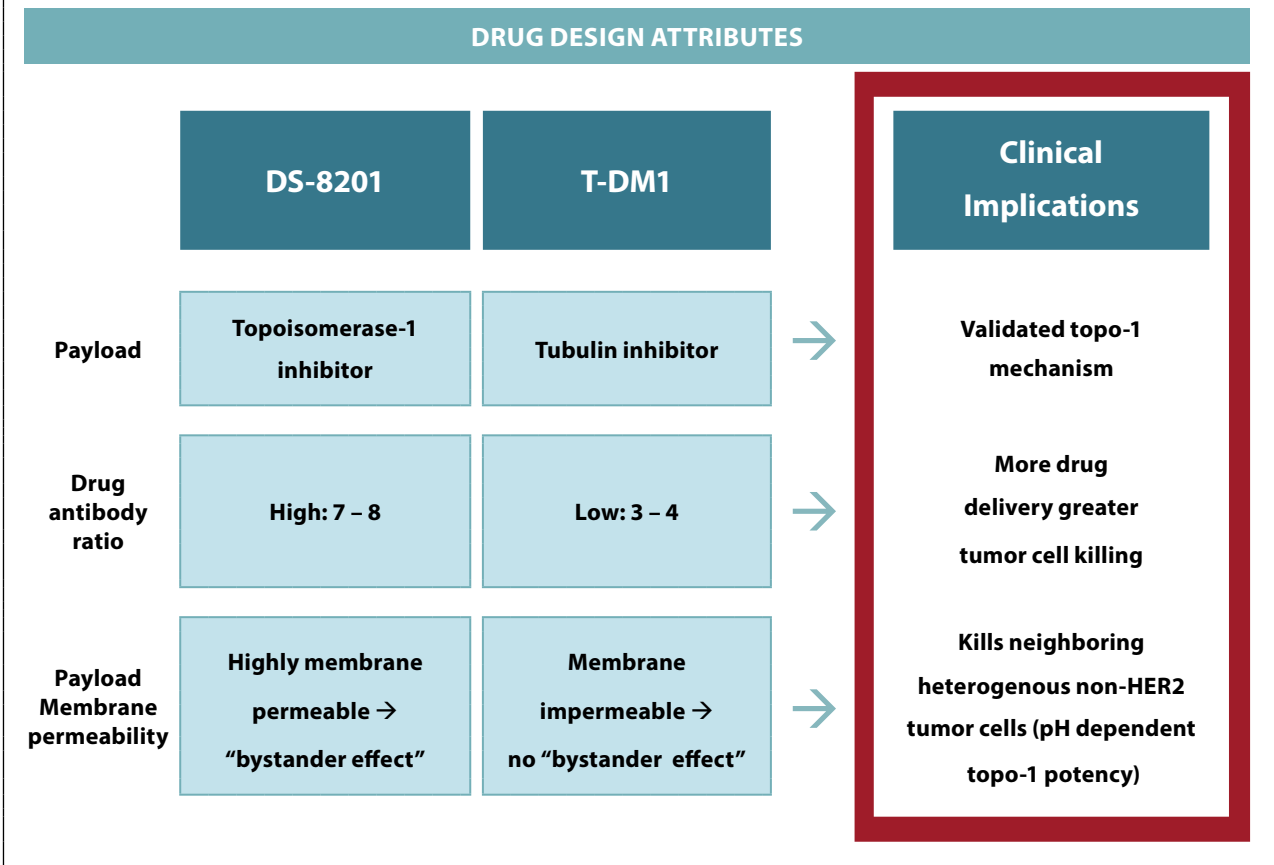 DRUG DESIGN ATTRIBUTES
DS-8201
T-DM1
Clinical
Implications
Payload
Topoisomerase-1
inhibitor
Tubulin inhibitor
→
Validated topo-1
mechanism
Drug
antibody
ratio
High: 7 – 8
Low: 3 – 4
→
More drug
delivery greater
tumor cell killing
Payload
Membrane
permeability
Highly membrane
permeable →
“bystander effect”
Membrane
impermeable →
no “bystander effect”
→
Kills neighboring
heterogenous non-HER2
tumor cells (pH dependent
topo-1 potency)